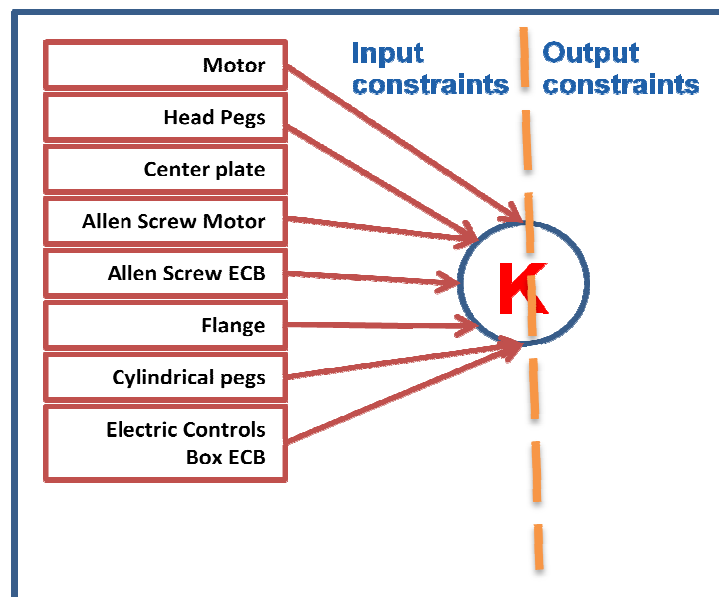 Input
constraints
Output
constraints
Motor
Head Pegs
Center plate
Allen Screw Motor
Allen Screw ECB
Flange
Cylindrical pegs
Electric Controls
Box ECB
K